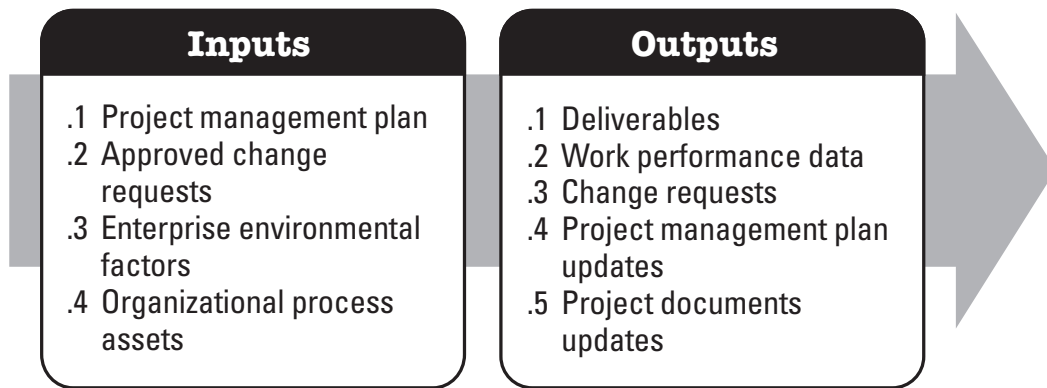 Inputs
.1 Project management plan
.2 Approved change
requests
.3 Enterprise environmental
factors
.4 Organizational process
assets
Outputs
.1 Deliverables
.2 Work performance data
.3 Change requests
.4 Project management plan
updates
.5 Project documents
updates